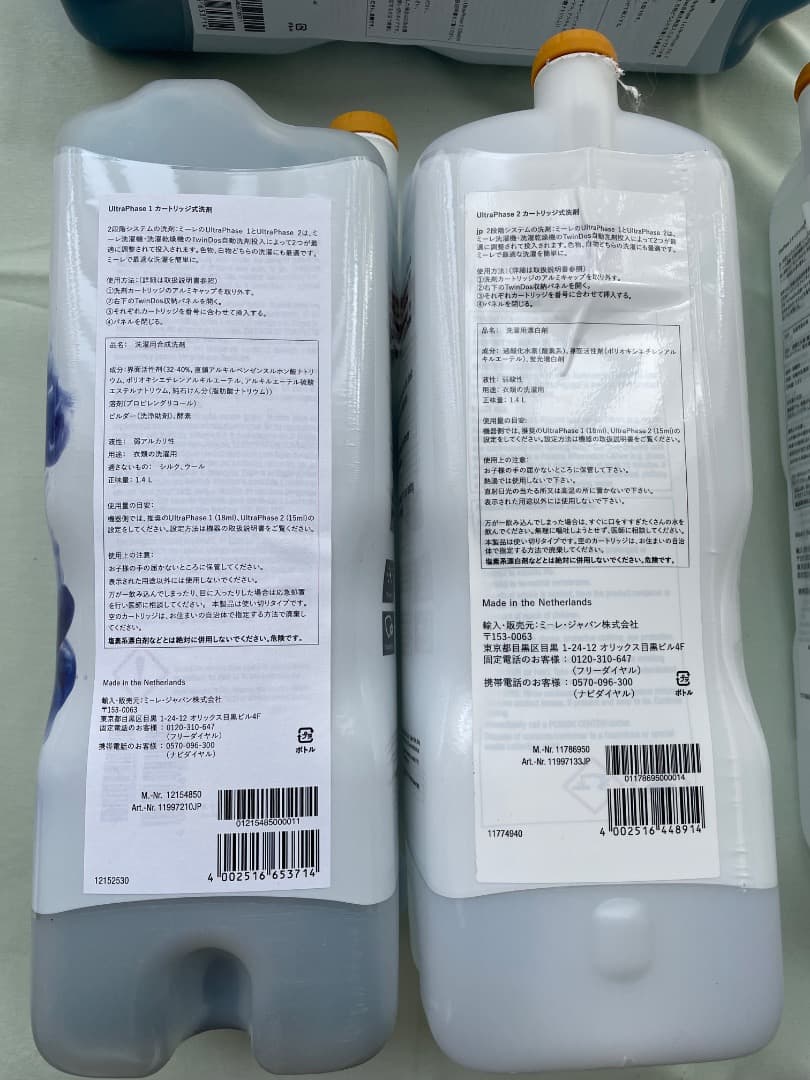 UltraPhase 1 カートリッジ式洗剤
2段階システムの洗剤:ミーレのUltraPhase 1とUltraPhase 2は、ミ
ーレ洗濯機・洗濯乾燥機のTwinDos自動洗剤投入によって2つが最
適に調整されて投入されます。色物、白物どちらの洗濯にも最適です。
ミーレで最適な洗濯を簡単に。
使用方法:(詳細は取扱説明書参照)
①洗剤カートリッジのアルミキャップを取り外す。
②右下のTwinDos収納パネルを開く。
③それぞれカートリッジを番号に合わせて挿入する。
④パネルを閉じる。
品名: 洗濯用合成洗剤
成分:界面活性剤(32-40%、直鎖アルキルベンゼンスルホン酸ナトリ
ウム、ポリオキシエチレンアルキルエーテル、アルキルエーテル硫酸
エステルナトリウム、純石けん分(脂肪酸ナトリウム))
溶剤(プロピレングリコール)
ビルダー(洗浄助剤)、酵素
液性: 弱アルカリ性
用途: 衣類の洗濯用
適さないもの: シルク、ウール
正味量: 1.4 L
使用量の目安:
機器側では、推奨のUltraPhase 1 (18ml)、UltraPhase 2 (15ml)の
設定をしてください。設定方法は機器の取扱説明書をご覧ください。
使用上の注意:
お子様の手の届かないところに保管してください。
表示された用途以外には使用しないでください。
万が一飲み込んでしまったり、目に入ったりした場合は応急処置
を行い医師に相談してください。 本製品は使い切りタイプです。
空のカートリッジは、お住まいの自治体で指定する方法で廃棄し
てください。
塩素系漂白剤などとは絶対に併用しないでください。危険です。
Made in the Netherlands
輸入・販売元:ミーレ・ジャパン株式会社
〒153-0063
東京都目黒区目黒 1-24-12 オリックス目黒ビル4F
固定電話のお客様 : 0120-310-647
(フリーダイヤル)
携帯電話のお客様 : 0570-096-300
(ナビダイヤル)
ボトル
M.-Nr. 12154850
Art.-Nr. 11997210JP
01215485000011
4 002516 653714
12152530
UltraPhase 2 カートリッジ式洗剤
jp 2段階システムの洗剤:ミーレのUltraPhase 1とUltraPhase 2は、
ミーレ洗濯機・洗濯乾燥機のTwinDos自動洗剤投入によって2つが最
適に調整されて投入されます。色物、白物どちらの洗濯にも最適です。
ミーレで最適な洗濯を簡単に。
使用方法:(詳細は取扱説明書参照)
①洗剤カートリッジのアルミキャップを取り外す。
②右下のTwinDos収納パネルを開く。
③それぞれカートリッジを番号に合わせて挿入する。
④パネルを閉じる。
品名: 洗濯用漂白剤
成分: 過酸化水素(酸素系)、界面活性剤(ポリオキシエチレンアル
キルエーテル)、蛍光増白剤
液性: 弱酸性
用途: 衣類の洗濯用
正味量: 1.4 L
使用量の目安:
機器側では、推奨のUltraPhase 1 (18ml)、UltraPhase 2 (15ml)の
設定をしてください。設定方法は機器の取扱説明書をご覧ください。
使用上の注意:
お子様の手の届かないところに保管して下さい。
熱湯では使用しないで下さい。
直射日光の当たる所又は高温の所に置かないで下さい。
表示された用途以外には使用しないで下さい。
万が一飲み込んでしまった場合は、すぐに口をすすぎたくさんの水を
飲んでください。無理に嘔吐しようとせず、医師に相談してください。
本製品は使い切りタイプです。空のカートリッジは、お住まいの自治
体で指定する方法で廃棄してください。
塩素系漂白剤などとは絶対に併用しないでください。危険です。
Made in the Netherlands
輸入・販売元:ミーレ・ジャパン株式会社
〒153-0063
東京都目黒区目黒 1-24-12 オリックス目黒ビル4F
固定電話のお客様 : 0120-310-647
(フリーダイヤル)
携帯電話のお客様 : 0570-096-300
(ナビダイヤル)
ボトル
M.-Nr. 11786950
Art.-Nr. 11997133JP
01178695000014
4 002516 448914
11774940